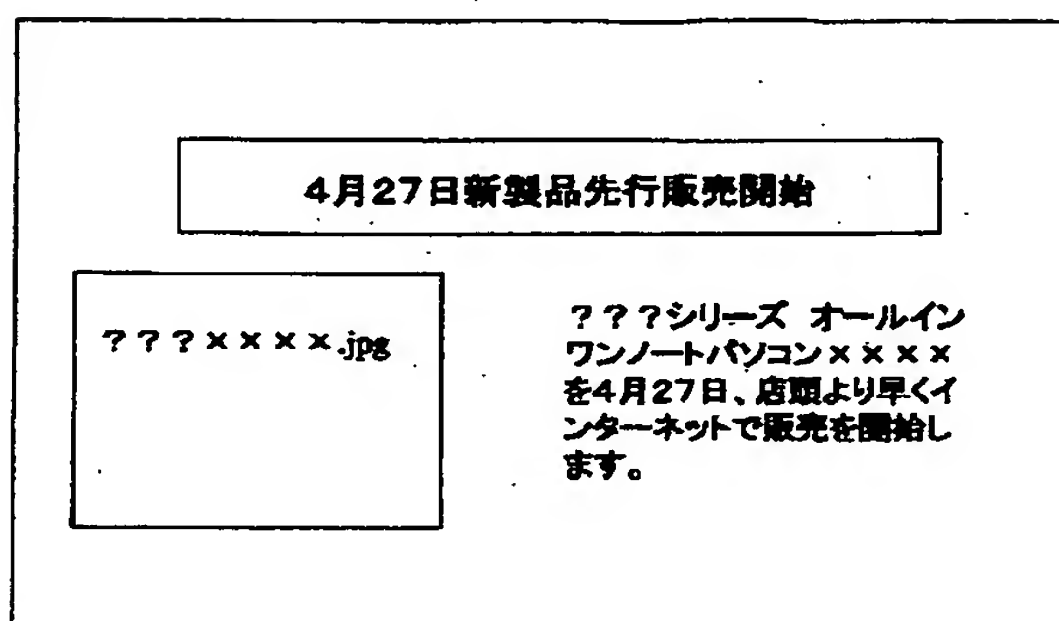 4月27日新製品先行販売開始
???××××.jpg
???シリーズ オールイン
ワンノートパソコン××××
を4月27日、店頭より早くイ
ンターネットで販売を開始し
ます。